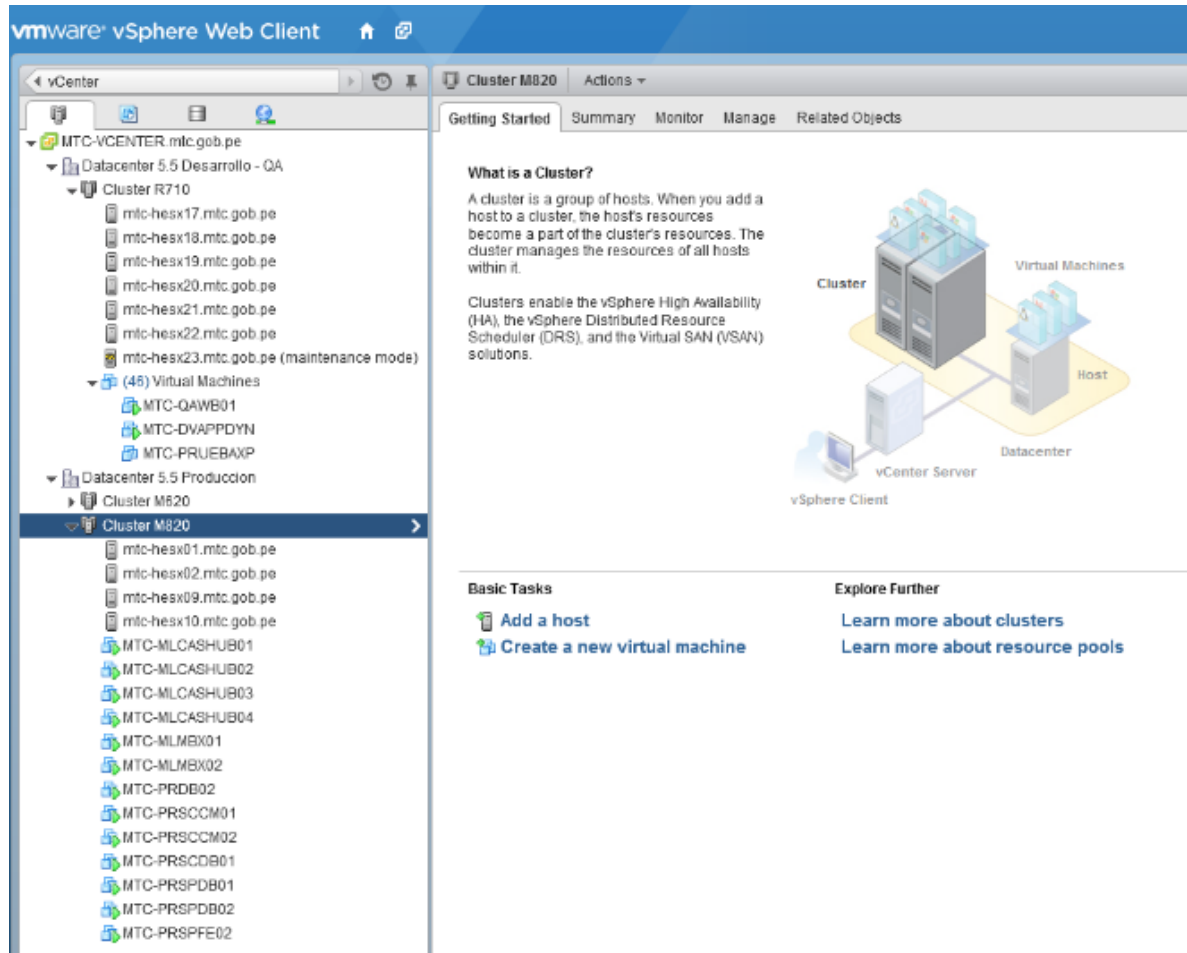 vmware® vSphere Web Client
vCenter
Cluster M820
Actions
Getting Started
Summary
Monitor
Manage
Related Objects
MTC-VCENTER.mtc.gob.pe
Datacenter 5.5 Desarrollo - QA
Cluster R710
mtc-hesx17.mtc.gob.pe
mtc-hesx18.mtc.gob.pe
mtc-hesx19.mtc.gob.pe
mtc-hesx20.mtc.gob.pe
mtc-hesx21.mtc.gob.pe
mtc-hesx22.mtc.gob.pe
mtc-hesx23.mtc.gob.pe (maintenance mode)
(46) Virtual Machines
MTC-QAWB01
MTC-DVAPPDYN
MTC-PRUEBAXP
Datacenter 5.5 Produccion
Cluster M620
Cluster M820
mtc-hesx01.mtc.gob.pe
mtc-hesx02.mtc.gob.pe
mtc-hesx09.mtc.gob.pe
mtc-hesx10.mtc.gob.pe
MTC-MLCASHUB01
MTC-MLCASHUB02
MTC-MLCASHUB03
MTC-MLCASHUB04
MTC-MLMBX01
MTC-MLMBX02
MTC-PRDB02
MTC-PRSCCM01
MTC-PRSCCM02
MTC-PRSCDB01
MTC-PRSPDB01
MTC-PRSPDB02
MTC-PRSPFE02
What is a Cluster?
A cluster is a group of hosts. When you add a
host to a cluster, the host's resources
become a part of the cluster's resources. The
cluster manages the resources of all hosts
within it.
Clusters enable the vSphere High Availability
(HA), the vSphere Distributed Resource
Scheduler (DRS), and the Virtual SAN (VSAN)
solutions.
Cluster
Virtual Machines
Host
Datacenter
vCenter Server
vSphere Client
Basic Tasks
Add a host
Create a new virtual machine
Explore Further
Learn more about clusters
Learn more about resource pools